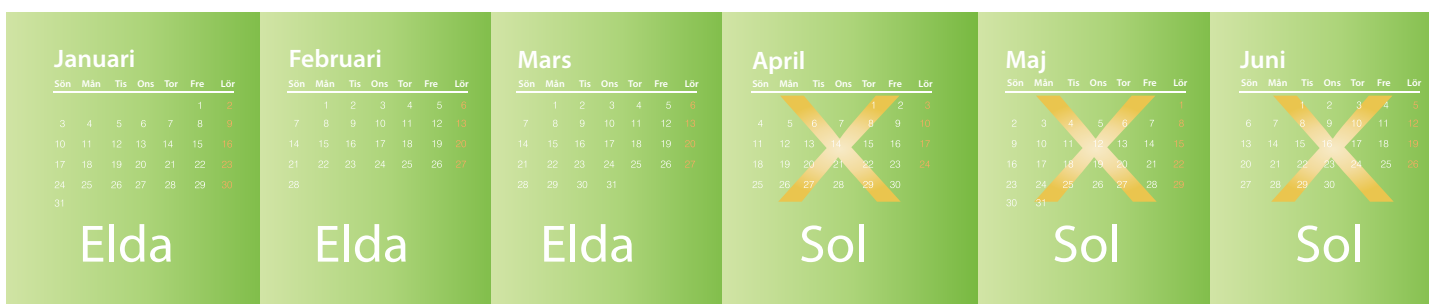 Januari
Sön Mån Tis Ons Tor Fre Lör
1 2
3 4 5 6 7 8 9
10 11 12 13 14 15 16
17 18 19 20 21 22 23
24 25 26 27 28 29 30
31
Elda
Februari
Sön Mån Tis Ons Tor Fre Lör
1 2 3 4 5 6
7 8 9 10 11 12 13
14 15 16 17 18 19 20
21 22 23 24 25 26 27
28
Elda
Mars
Sön Mån Tis Ons Tor Fre Lör
1 2 3 4 5 6
7 8 9 10 11 12 13
14 15 16 17 18 19 20
21 22 23 24 25 26 27
28 29 30 31
Elda
April
Sön Mån Tis Ons Tor Fre Lör
1 2 3
4 5 6 7 8 9 10
11 12 13 14 15 16 17
18 19 20 21 22 23 24
25 26 27 28 29 30
Sol
Maj
Sön Mån Tis Ons Tor Fre Lör
1
2 3 4 5 6 7 8
9 10 11 12 13 14 15
16 17 18 19 20 21 22
23 24 25 26 27 28 29
30 31
Sol
Juni
Sön Mån Tis Ons Tor Fre Lör
1 2 3 4 5
6 7 8 9 10 11 12
13 14 15 16 17 18 19
20 21 22 23 24 25 26
27 28 29 30
Sol